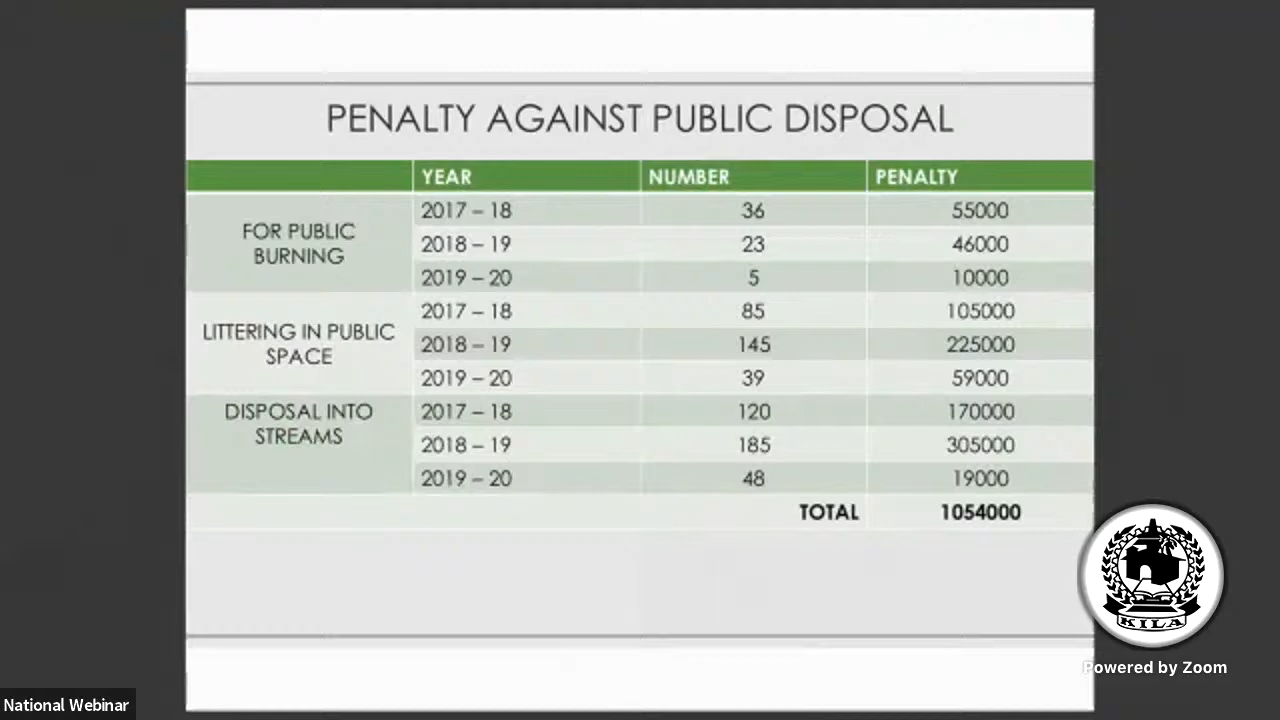 PENALTY AGAINST PUBLIC DISPOSAL
YEAR NUMBER PENALTY
FOR PUBLIC
BURNING
2017 – 18 36 55000
2018 – 19 23 46000
2019 – 20 5 10000
LITTERING IN PUBLIC
SPACE
2017 – 18 85 105000
2018 – 19 145 225000
2019 – 20 39 59000
DISPOSAL INTO
STREAMS
2017 – 18 120 170000
2018 – 19 185 305000
2019 – 20 48 19000
TOTAL 1054000
KILA
Powered by Zoom
National Webinar